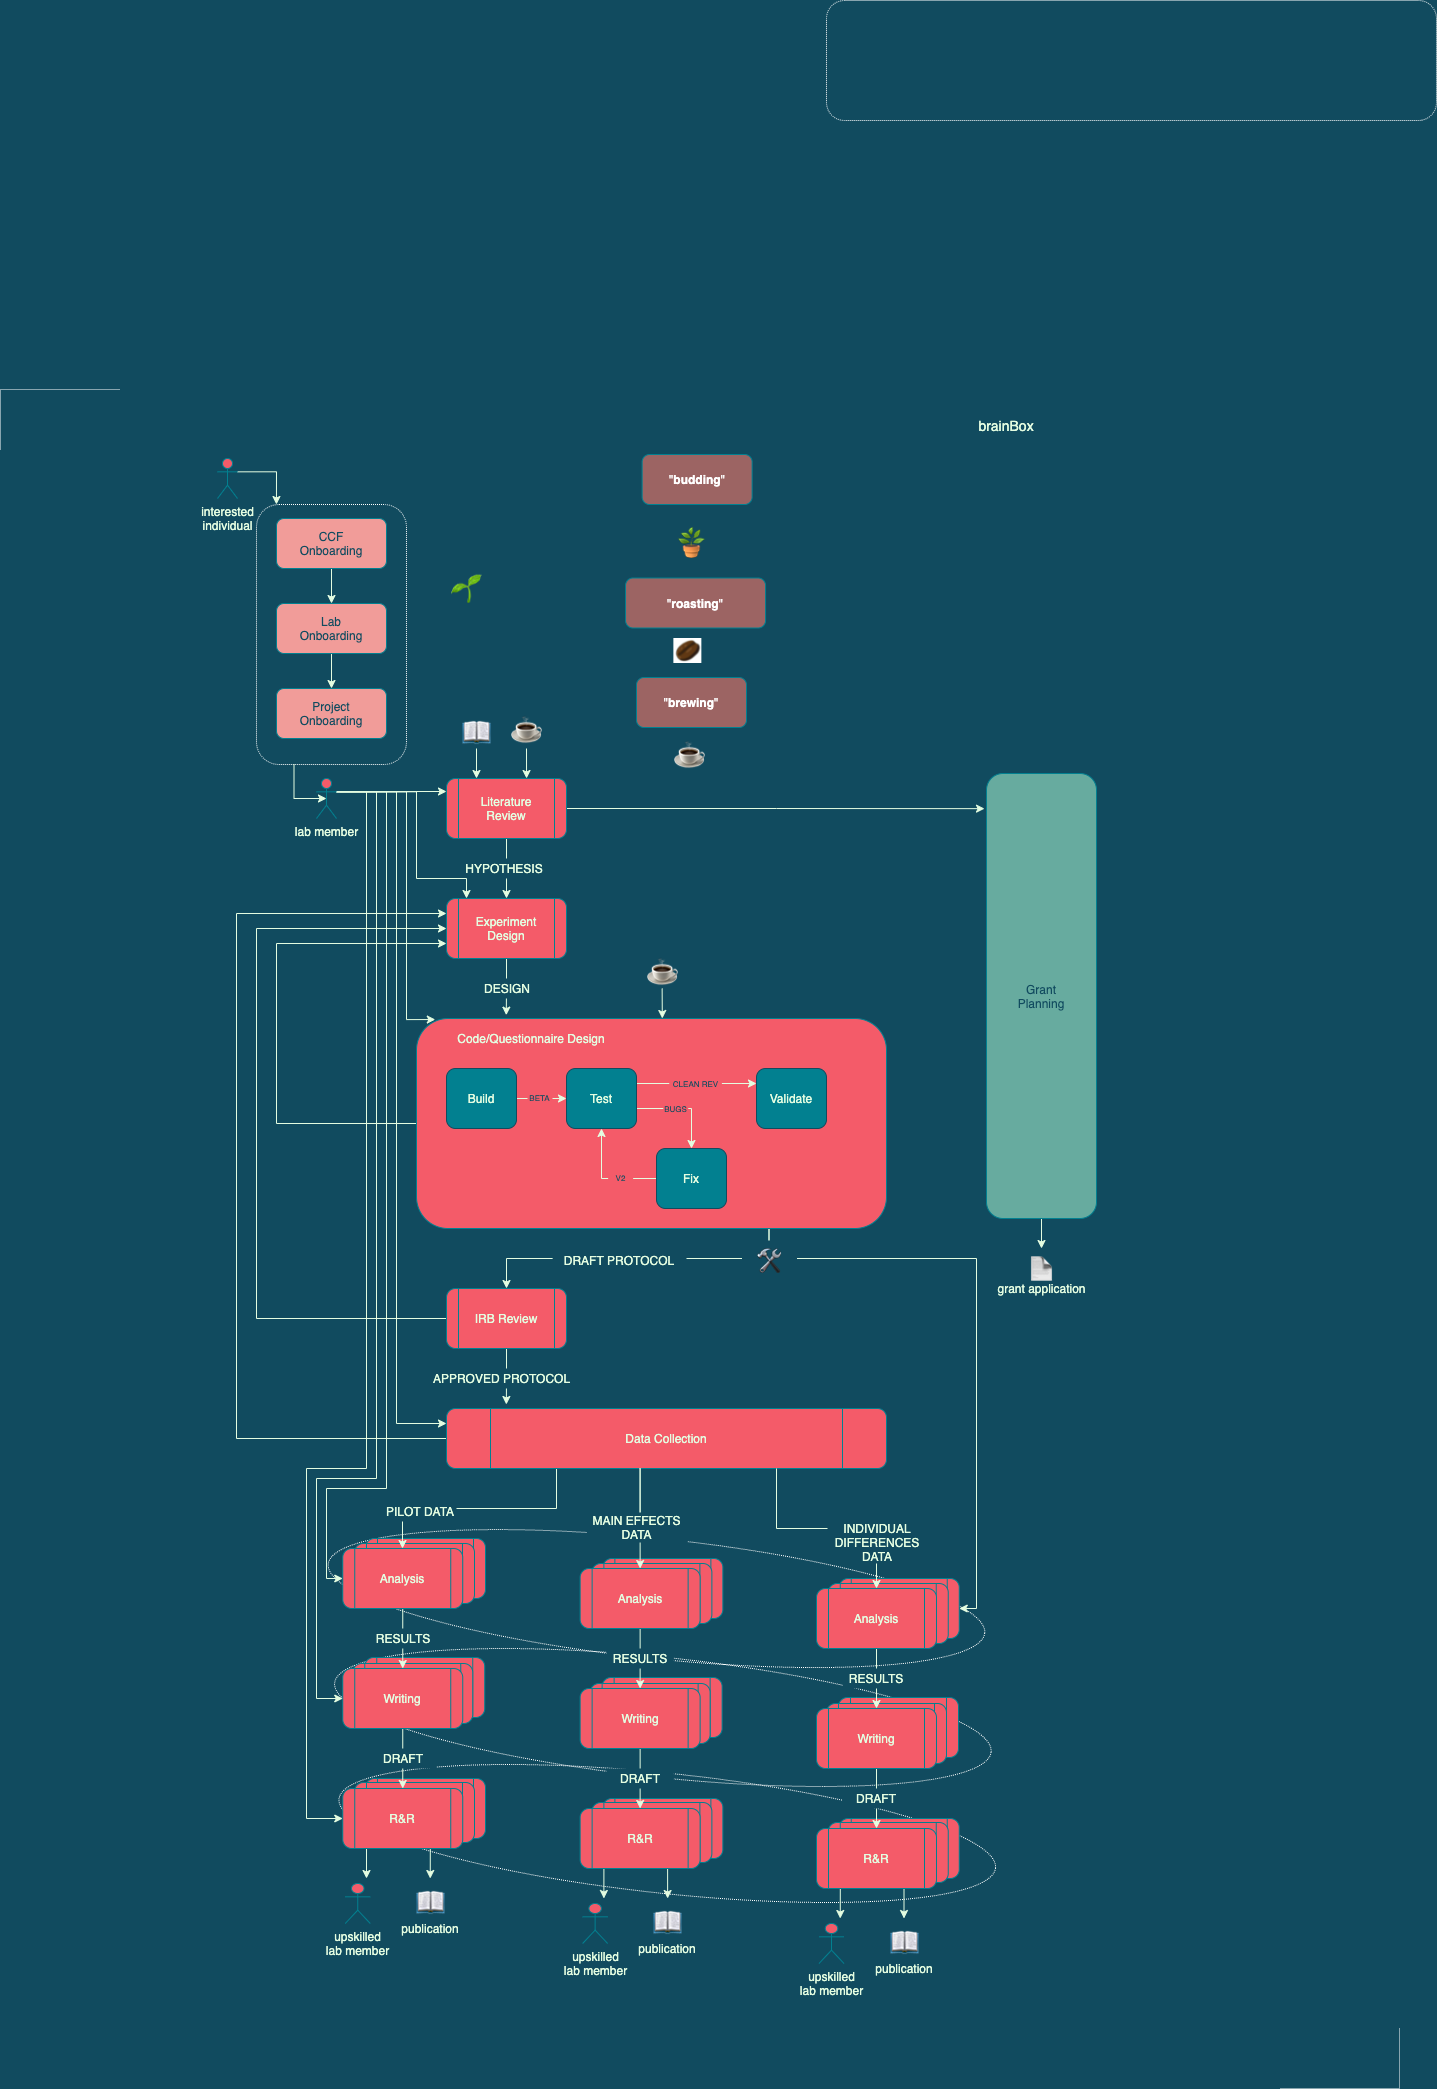 brainBox
interested
individual
"budding"
CCF
Onboarding
"roasting"
Lab
Onboarding
"brewing"
Project
Onboarding
lab member
Literature
Review
HYPOTHESIS
Experiment
Design
DESIGN
Grant
Planning
Code/Questionnaire Design
Build
BETA
Test
CLEAN REV
Validate
BUGS
V2
Fix
DRAFT PROTOCOL
grant application
IRB Review
APPROVED PROTOCOL
Data Collection
PILOT DATA
MAIN EFFECTS
DATA
INDIVIDUAL
DIFFERENCES
DATA
Analysis
Analysis
Analysis
RESULTS
RESULTS
RESULTS
Writing
Writing
Writing
DRAFT
DRAFT
DRAFT
R&R
R&R
R&R
upskilled
lab member
publication
upskilled
lab member
publication
upskilled
lab member
publication